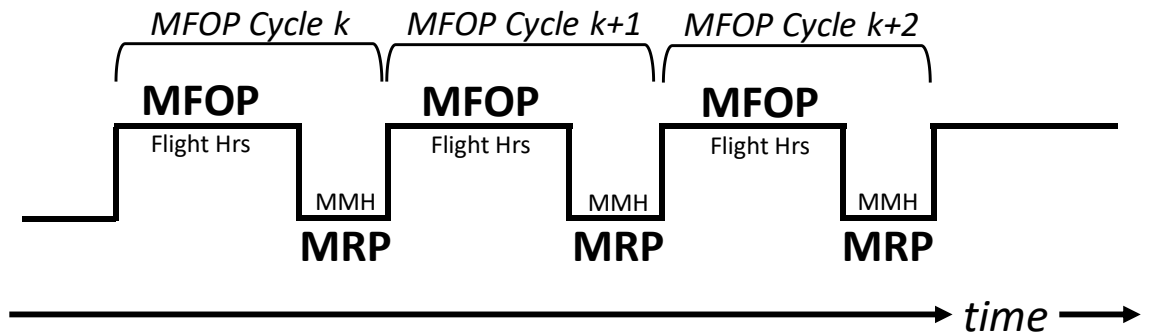 MFOP Cycle k MFOP Cycle k+1 MFOP Cycle k+2
MFOP MFOP MFOP
Flight Hrs Flight Hrs Flight Hrs
MMH MMH MMH
MRP MRP MRP
time